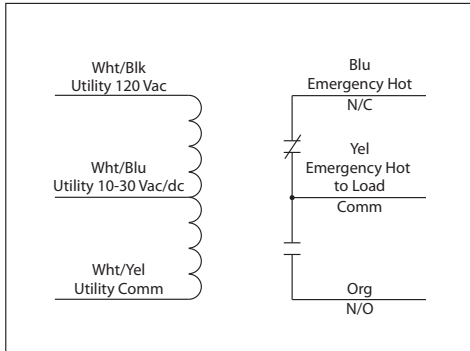 Wht/Blk
Utility 120 Vac
Wht/Blu
Utility 10-30 Vac/dc
Wht/Yel
Utility Comm
Blu
Emergency Hot
N/C
Yel
Emergency Hot
to Load
Comm
Org
N/O